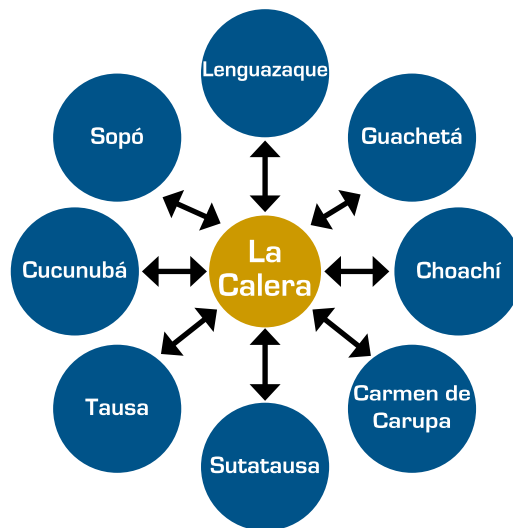 Lenguazaque
Sopó
Guachetá
La
Calera
Cucunubá
Choachí
Tausa
Carmen de
Carupa
Sutatausa